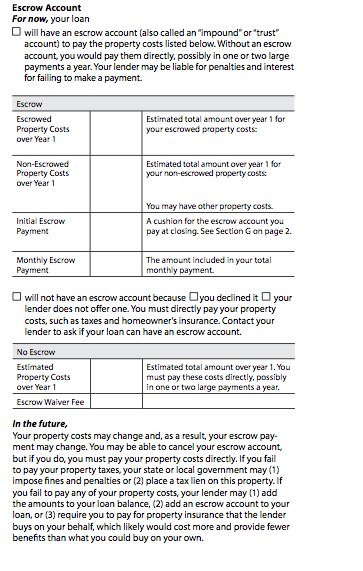 Escrow Account
For now, your loan
☐ will have an escrow account (also called an "impound" or "trust"
account) to pay the property costs listed below. Without an escrow
account, you would pay them directly, possibly in one or two large
payments a year. Your lender may be liable for penalties and interest
for failing to make a payment.
Escrow
Escrowed
Property Costs
over Year 1
Estimated total amount over year 1 for
your escrowed property costs:
Non-Escrowed
Property Costs
over Year 1
Estimated total amount over year 1 for
your non-escrowed property costs:
You may have other property costs.
Initial Escrow
Payment
A cushion for the escrow account you
pay at closing. See Section G on page 2.
Monthly Escrow
Payment
The amount included in your total
monthly payment.
☐ will not have an escrow account because ☐ you declined it ☐ your
lender does not offer one. You must directly pay your property
costs, such as taxes and homeowner's insurance. Contact your
lender to ask if your loan can have an escrow account.
No Escrow
Estimated
Property Costs
over Year 1
Estimated total amount over year 1. You
must pay these costs directly, possibly
in one or two large payments a year.
Escrow Waiver Fee
In the future,
Your property costs may change and, as a result, your escrow pay-
ment may change. You may be able to cancel your escrow account,
but if you do, you must pay your property costs directly. If you fail
to pay your property taxes, your state or local government may (1)
impose fines and penalties or (2) place a tax lien on this property. If
you fail to pay any of your property costs, your lender may (1) add
the amounts to your loan balance, (2) add an escrow account to your
loan, or (3) require you to pay for property insurance that the lender
buys on your behalf, which likely would cost more and provide fewer
benefits than what you could buy on your own.